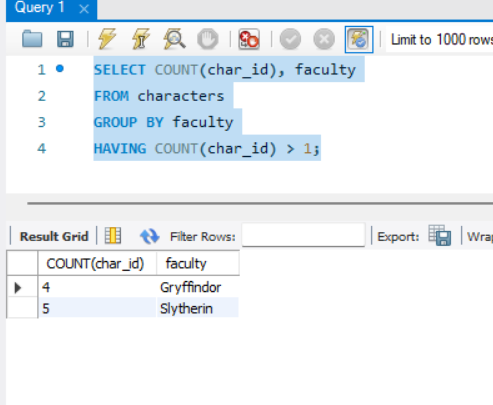 Query 1
Limit to 1000 rows
1 SELECT COUNT(char_id), faculty
2 FROM characters
3 GROUP BY faculty
4 HAVING COUNT(char_id) > 1;
Result Grid Filter Rows: Export: Wrap
COUNT(char_id) faculty
4 Gryffindor
5 Slytherin